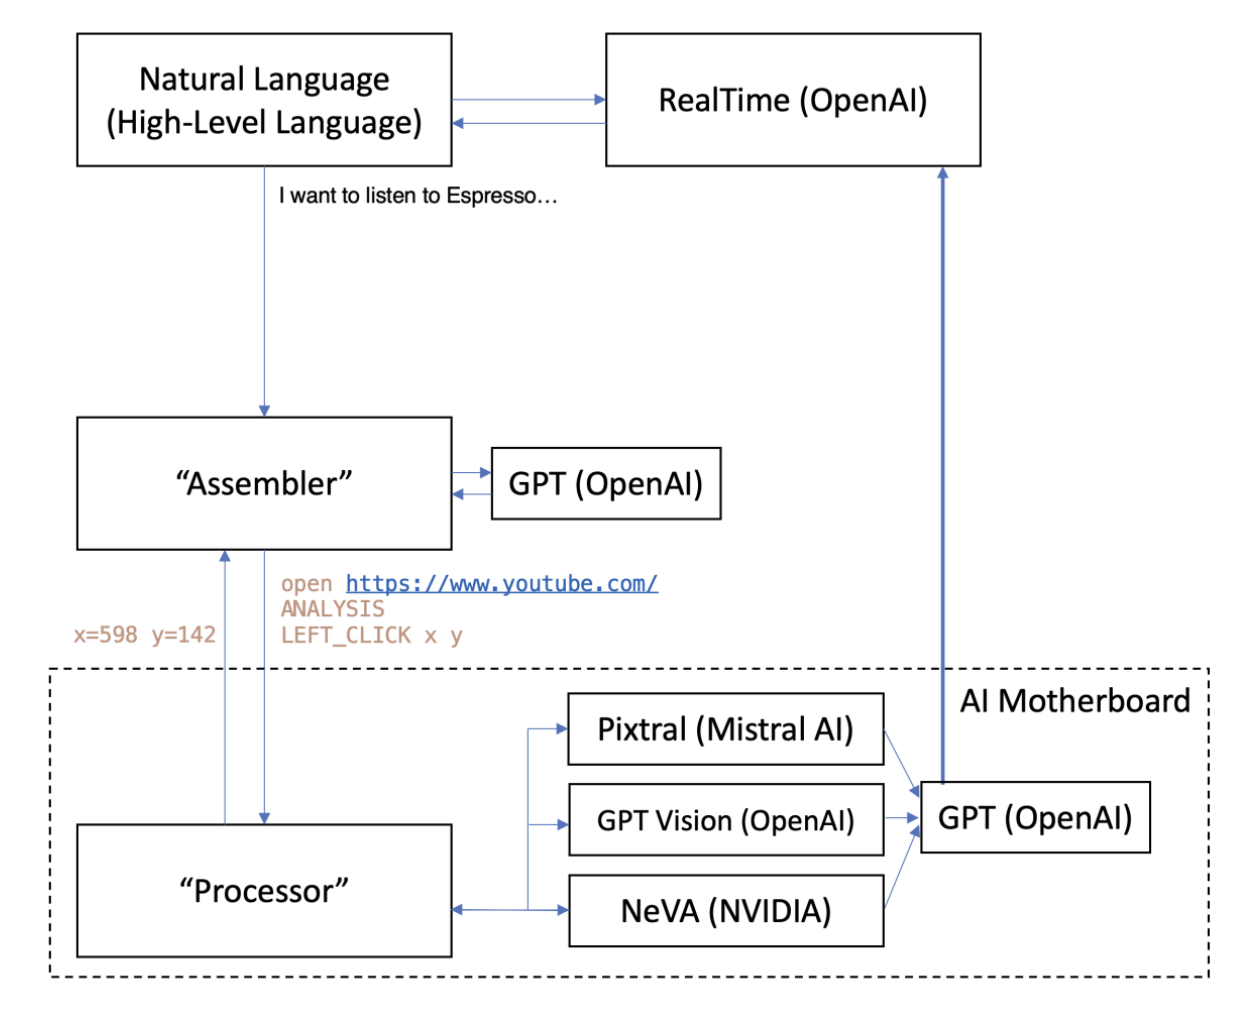 Natural Language
(High-Level Language)
RealTime (OpenAI)
I want to listen to Espresso…
“Assembler”
GPT (OpenAI)
open https://www.youtube.com/
ANALYSIS
x=598 y=142
LEFT_CLICK x y
AI Motherboard
Pixtral (Mistral AI)
GPT Vision (OpenAI)
GPT (OpenAI)
“Processor”
NeVA (NVIDIA)